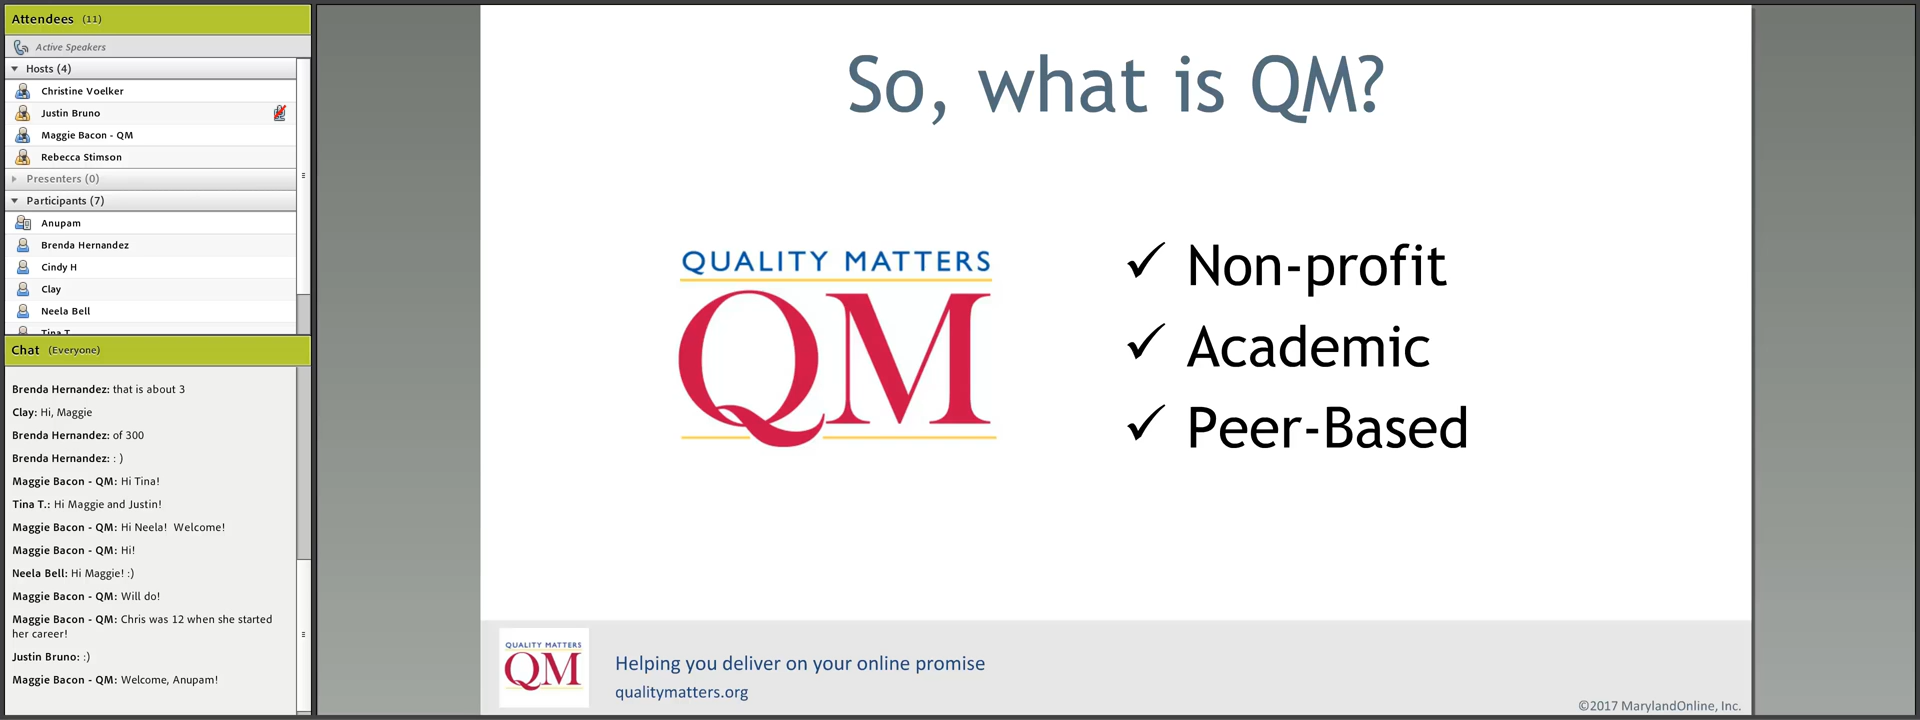 Attendees (11)
Active Speakers
Hosts (4)
Christine Voelker
Justin Bruno
Maggie Bacon - QM
Rebecca Stimson
Presenters (0)
Participants (7)
Anupam
Brenda Hernandez
Cindy H
Clay
Neela Bell
Tina T.
Chat (Everyone)
Brenda Hernandez: that is about 3
Clay: Hi, Maggie
Brenda Hernandez: of 300
Brenda Hernandez: : )
Maggie Bacon - QM: Hi Tina!
Tina T.: Hi Maggie and Justin!
Maggie Bacon - QM: Hi Neela!  Welcome!
Maggie Bacon - QM: Hi!
Neela Bell: Hi Maggie! :)
Maggie Bacon - QM: Will do!
Maggie Bacon - QM: Chris was 12 when she started
her career!
Justin Bruno: :)
Maggie Bacon - QM: Welcome, Anupam!
So, what is QM?
QUALITY MATTERS
QM
✓ Non-profit
✓ Academic
✓ Peer-Based
QUALITY MATTERS
QM
Helping you deliver on your online promise
qualitymatters.org
©2017 MarylandOnline, Inc.